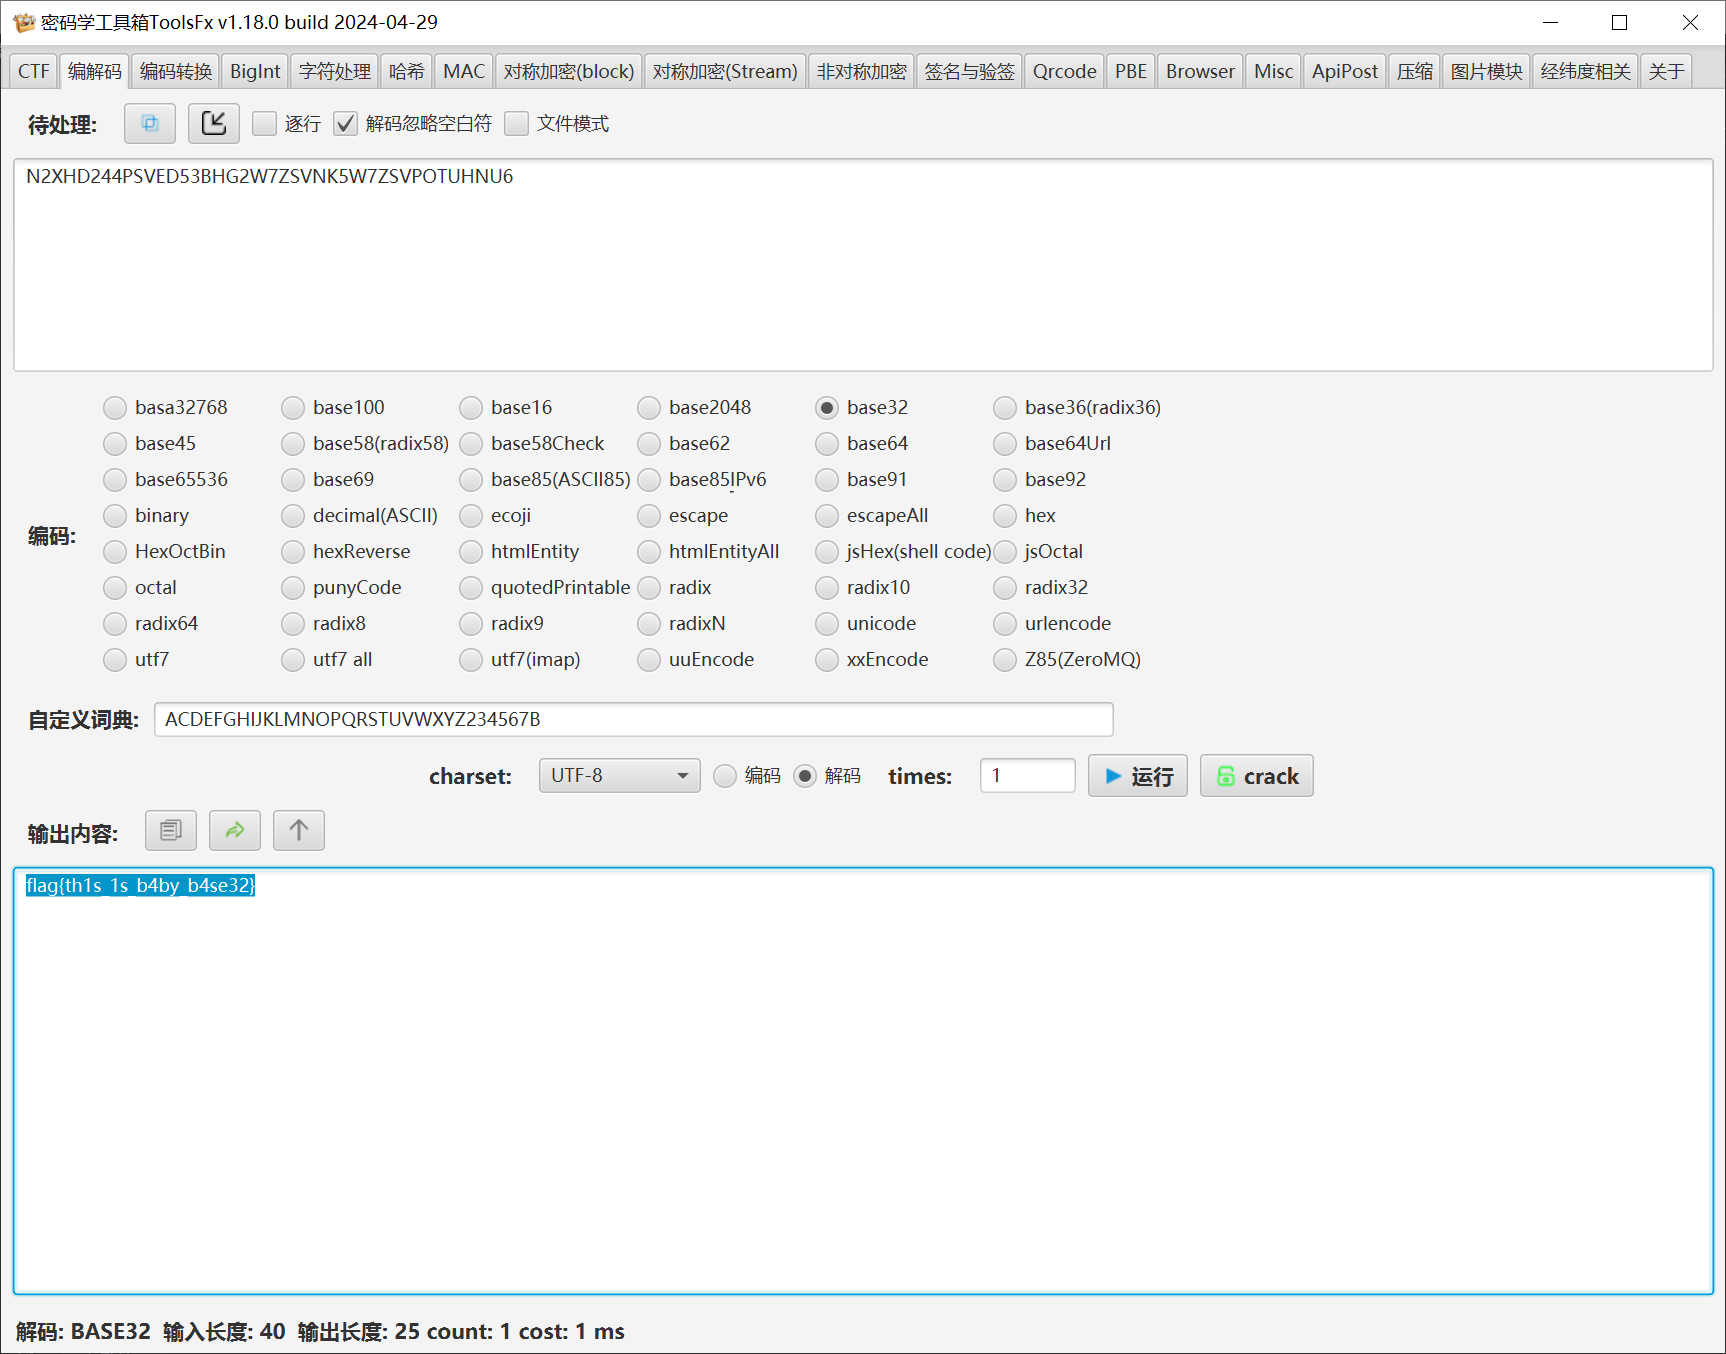 密码学工具箱ToolsFx v1.18.0 build 2024-04-29
CTF 编解码 编码转换 BigInt 字符处理 哈希 MAC 对称加密(block) 对称加密(Stream) 非对称加密 签名与验签 Qrcode PBE Browser Misc ApiPost 压缩 图片模块 经纬度相关 关于
待处理: 逐行 解码忽略空白符 文件模式
N2XHD244PSVED53BHG2W7ZSVNK5W7ZSVPOTUHNU6
basa32768 base100 base16 base2048 base32 base36(radix36)
base45 base58(radix58) base58Check base62 base64 base64Url
base65536 base69 base85(ASCII85) base85IPv6 base91 base92
binary decimal(ASCII) ecoji escape escapeAll hex
编码:
HexOctBin hexReverse htmlEntity htmlEntityAll jsHex(shell code) jsOctal
octal punyCode quotedPrintable radix radix10 radix32
radix64 radix8 radix9 radixN unicode urlencode
utf7 utf7 all utf7(imap) uuEncode xxEncode Z85(ZeroMQ)
自定义词典: ACDEFGHIJKLMNOPQRSTUVWXYZ234567B
charset: UTF-8 编码 解码 times: 1 运行 crack
输出内容:
flag{th1s_1s_b4by_b4se32}
解码: BASE32 输入长度: 40 输出长度: 25 count: 1 cost: 1 ms